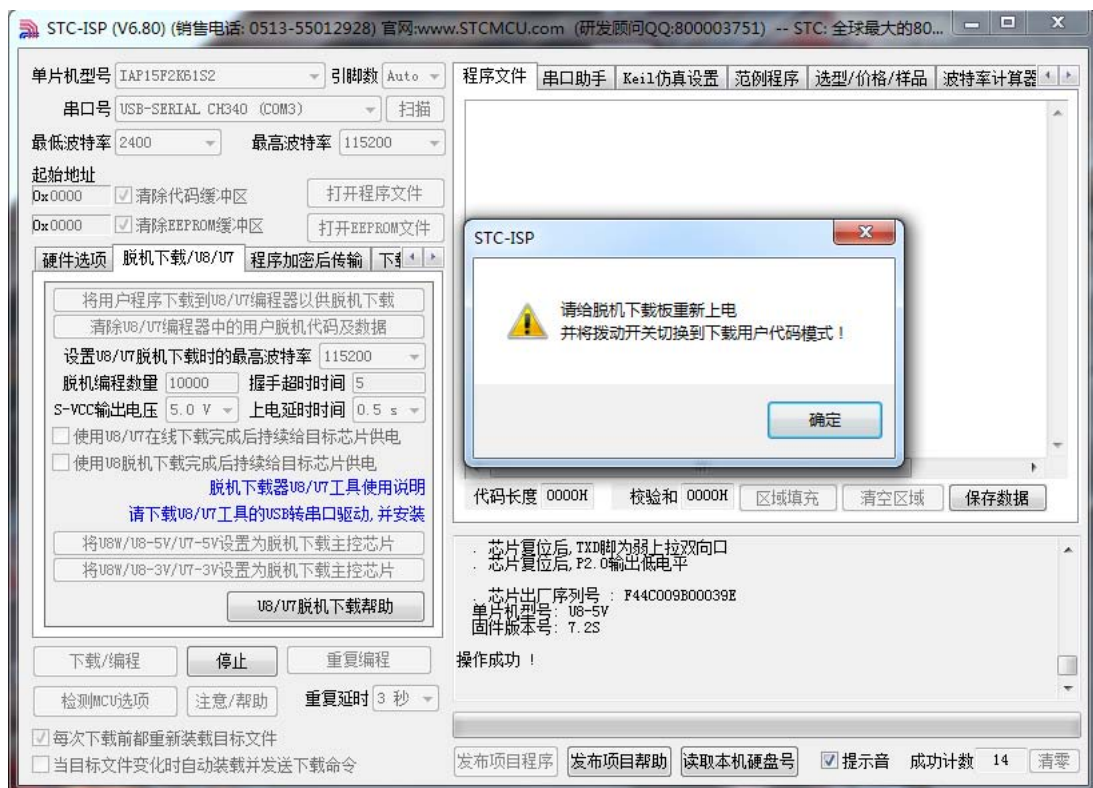 STC-ISP (V6.80) (销售电话: 0513-55012928) 官网:www.STCMCU.com (研发顾问QQ:800003751) -- STC: 全球最大的80...
单片机型号 IAP15F2K61S2 引脚数 Auto
串口号 USB-SERIAL CH340 (COM3) 扫描
最低波特率 2400 最高波特率 115200
起始地址
0x0000 清除代码缓冲区 打开程序文件
0x0000 清除EEPROM缓冲区 打开EEPROM文件
硬件选项 脱机下载/U8/U7 程序加密后传输
将用户程序下载到U8/U7编程器以供脱机下载
清除U8/U7编程器中的用户脱机代码及数据
设置U8/U7脱机下载时的最高波特率 115200
脱机编程数量 10000 握手超时时间 5
S-VCC输出电压 5.0 V 上电延时时间 0.5 s
使用U8/U7在线下载完成后持续给目标芯片供电
使用U8脱机下载完成后持续给目标芯片供电
脱机下载器U8/U7工具使用说明
请下载U8/U7工具的USB转串口驱动,并安装
将U8W/U8-5V/U7-5V设置为脱机下载主控芯片
将U8W/U8-3V/U7-3V设置为脱机下载主控芯片
U8/U7脱机下载帮助
下载/编程 停止 重复编程
检测MCU选项 注意/帮助 重复延时 3 秒
每次下载前都重新装载目标文件
当目标文件变化时自动装载并发送下载命令
程序文件 串口助手 Keil仿真设置 范例程序 选型/价格/样品 波特率计算器
STC-ISP
请给脱机下载板重新上电
并将拨动开关切换到下载用户代码模式！
确定
代码长度 0000H 校验和 0000H 区域填充 清空区域 保存数据
. 芯片复位后,TXD脚为弱上拉双向口
. 芯片复位后,P2.0输出低电平
. 芯片出厂序列号 : F44C009B00039E
单片机型号: U8-5V
固件版本号: 7.2S
操作成功 !
发布项目程序 发布项目帮助 读取本机硬盘号 提示音 成功计数 14 清零